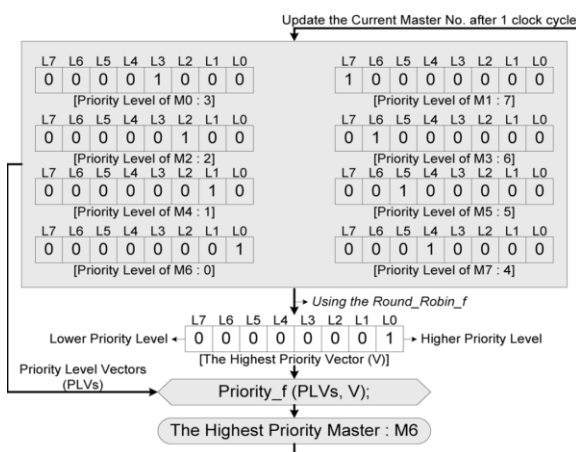 Update the Current Master No. after 1 clock cycle
L7 L6 L5 L4 L3 L2 L1 L0
0 0 0 0 1 0 0 0
[Priority Level of M0 : 3]
L7 L6 L5 L4 L3 L2 L1 L0
1 0 0 0 0 0 0 0
[Priority Level of M1 : 7]
L7 L6 L5 L4 L3 L2 L1 L0
0 0 0 0 0 1 0 0
[Priority Level of M2 : 2]
L7 L6 L5 L4 L3 L2 L1 L0
0 1 0 0 0 0 0 0
[Priority Level of M3 : 6]
L7 L6 L5 L4 L3 L2 L1 L0
0 0 0 0 0 0 1 0
[Priority Level of M4 : 1]
L7 L6 L5 L4 L3 L2 L1 L0
0 0 1 0 0 0 0 0
[Priority Level of M5 : 5]
L7 L6 L5 L4 L3 L2 L1 L0
0 0 0 0 0 0 0 1
[Priority Level of M6 : 0]
L7 L6 L5 L4 L3 L2 L1 L0
0 0 0 1 0 0 0 0
[Priority Level of M7 : 4]
Using the Round_Robin_f
L7 L6 L5 L4 L3 L2 L1 L0
Lower Priority Level 0 0 0 0 0 0 0 1 Higher Priority Level
[The Highest Priority Vector (V)]
Priority Level Vectors
(PLVs)
Priority_f (PLVs, V);
The Highest Priority Master : M6